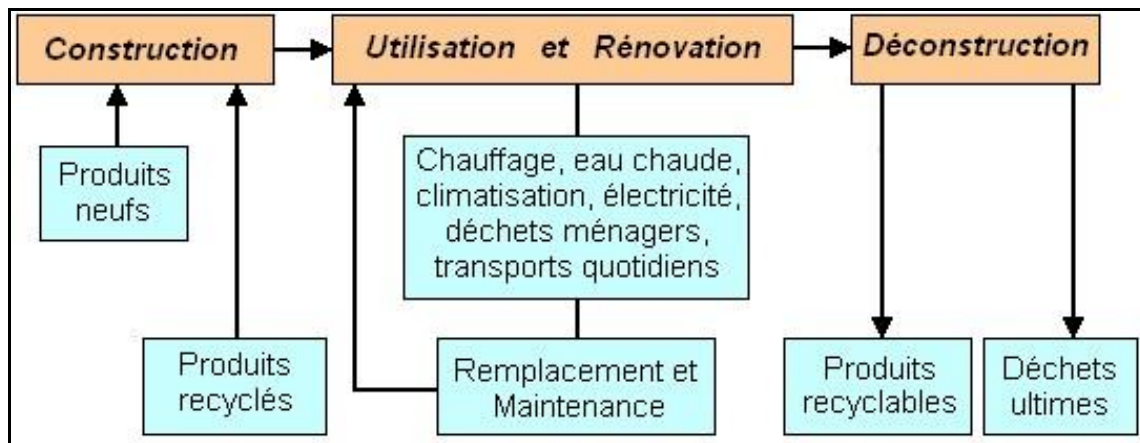 Construction
Utilisation et Rénovation
Déconstruction
Produits
neufs
Chauffage, eau chaude,
climatisation, électricité,
déchets ménagers,
transports quotidiens
Produits
recyclés
Remplacement et
Maintenance
Produits
recyclables
Déchets
ultimes